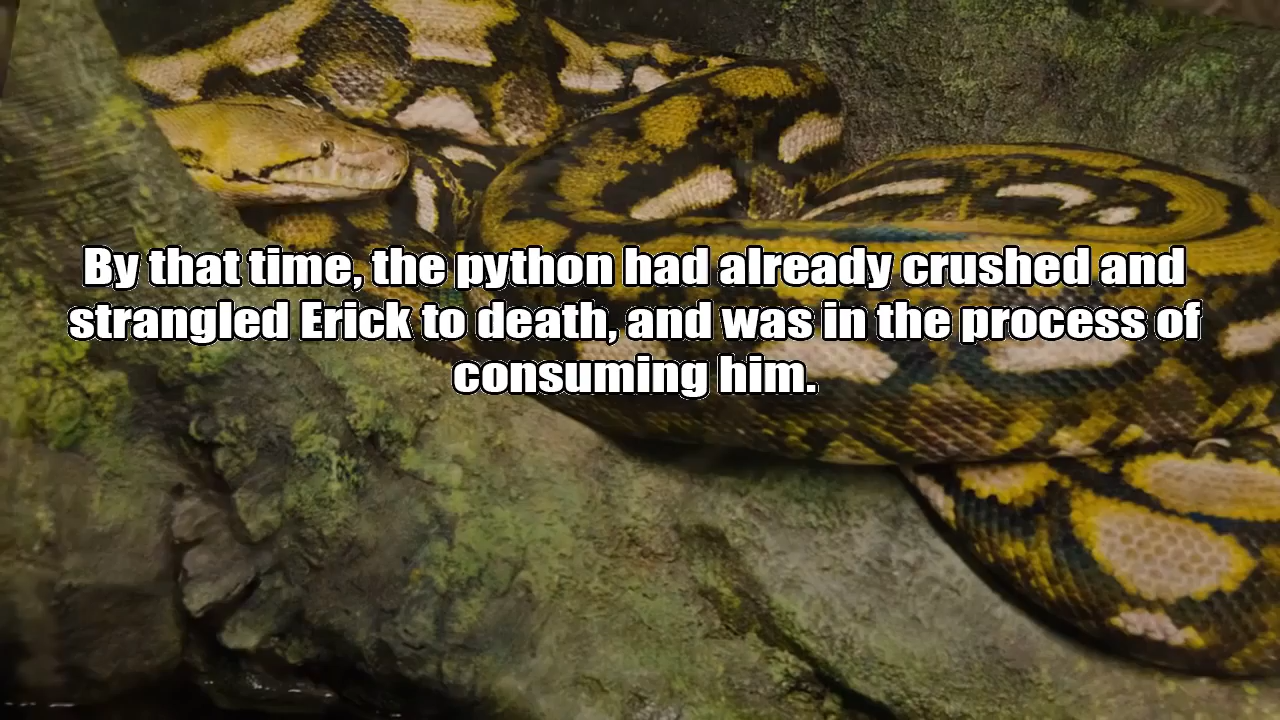 By that time, the python had already crushed and
strangled Erick to death, and was in the process of
consuming him.